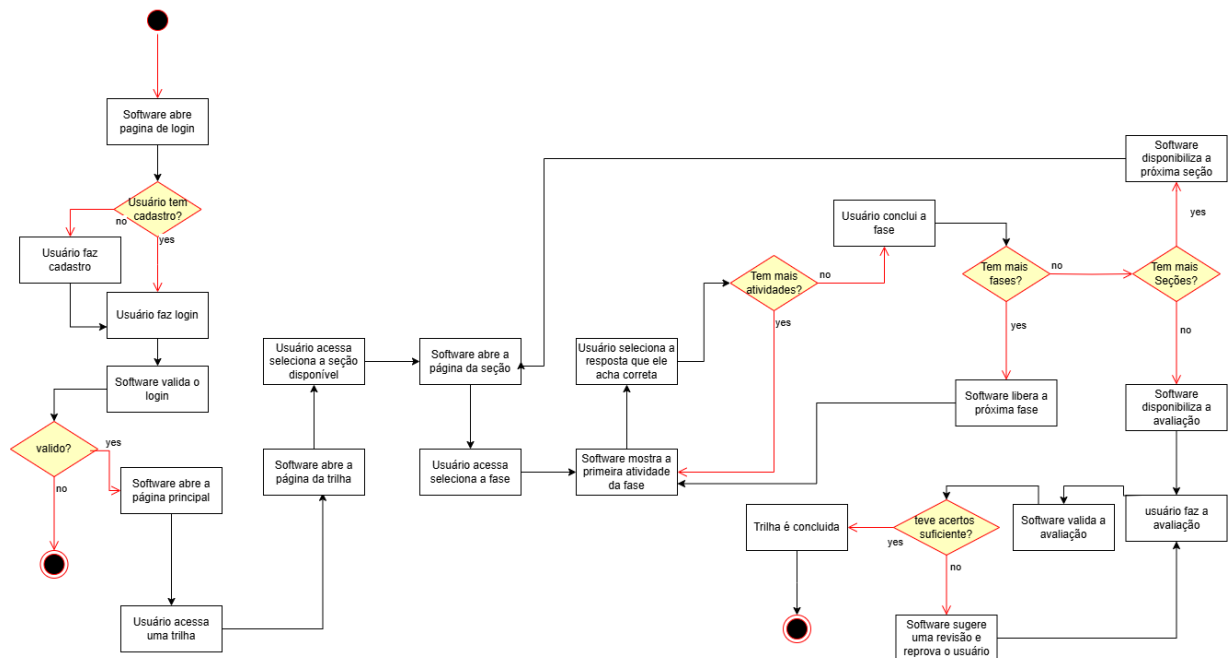 Software abre
pagina de login
Usuário tem
cadastro?
no
yes
Usuário faz
cadastro
Usuário faz login
Software valida o
login
valido?
yes
no
Software abre a
página principal
Usuário acessa
uma trilha
Software abre a
página da trilha
Usuário acessa
seleciona a seção
disponível
Software abre a
página da seção
Usuário acessa
seleciona a fase
Software mostra a
primeira atividade
da fase
Usuário seleciona a
resposta que ele
acha correta
Tem mais
atividades?
no
yes
Usuário conclui a
fase
Tem mais
fases?
no
yes
Software libera a
próxima fase
Tem mais
Seções?
yes
no
Software
disponibiliza a
próxima seção
Software
disponibiliza a
avaliação
usuário faz a
avaliação
Software valida a
avaliação
teve acertos
suficiente?
yes
no
Trilha é concluida
Software sugere
uma revisão e
reprova o usuário